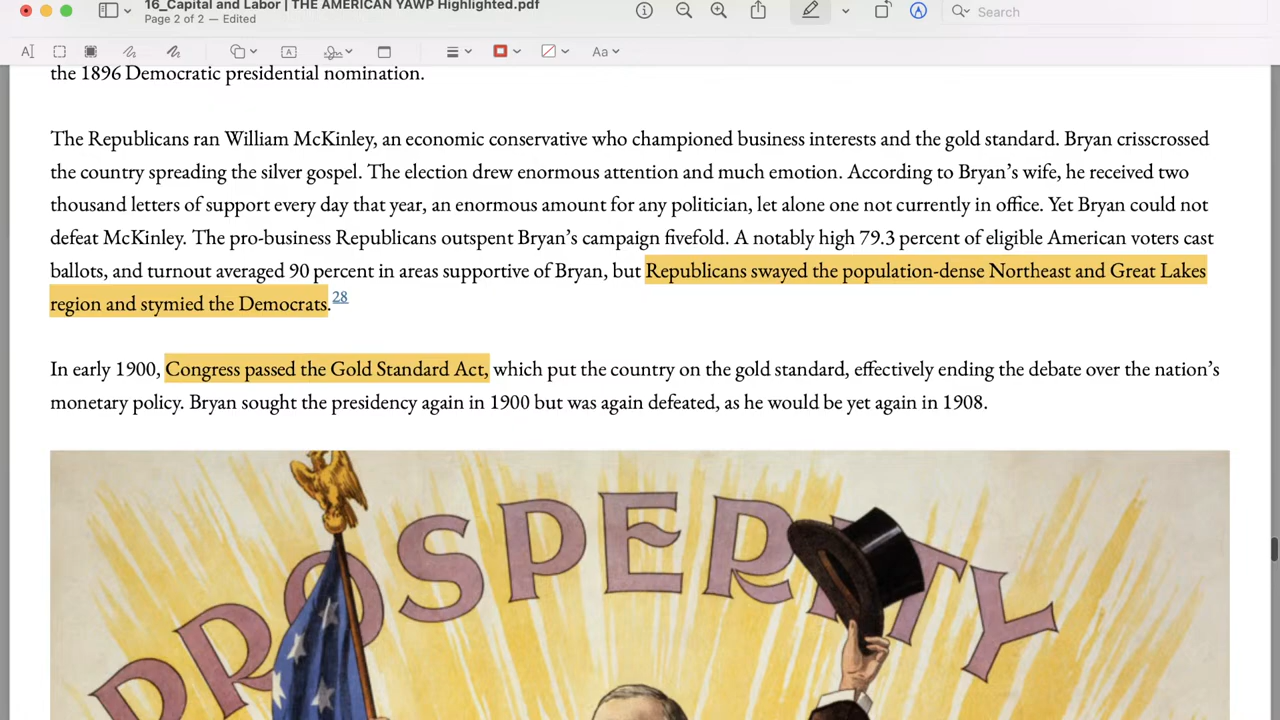 16_Capital and Labor | THE AMERICAN YAWP Highlighted.pdf
Page 2 of 2 — Edited
Search
A
Aa
the 1896 Democratic presidential nomination.
The Republicans ran William McKinley, an economic conservative who championed business interests and the gold standard. Bryan crisscrossed
the country spreading the silver gospel. The election drew enormous attention and much emotion. According to Bryan’s wife, he received two
thousand letters of support every day that year, an enormous amount for any politician, let alone one not currently in office. Yet Bryan could not
defeat McKinley. The pro-business Republicans outspent Bryan’s campaign fivefold. A notably high 79.3 percent of eligible American voters cast
ballots, and turnout averaged 90 percent in areas supportive of Bryan, but Republicans swayed the population-dense Northeast and Great Lakes
region and stymied the Democrats.28
In early 1900, Congress passed the Gold Standard Act, which put the country on the gold standard, effectively ending the debate over the nation’s
monetary policy. Bryan sought the presidency again in 1900 but was again defeated, as he would be yet again in 1908.
PROSPERITY